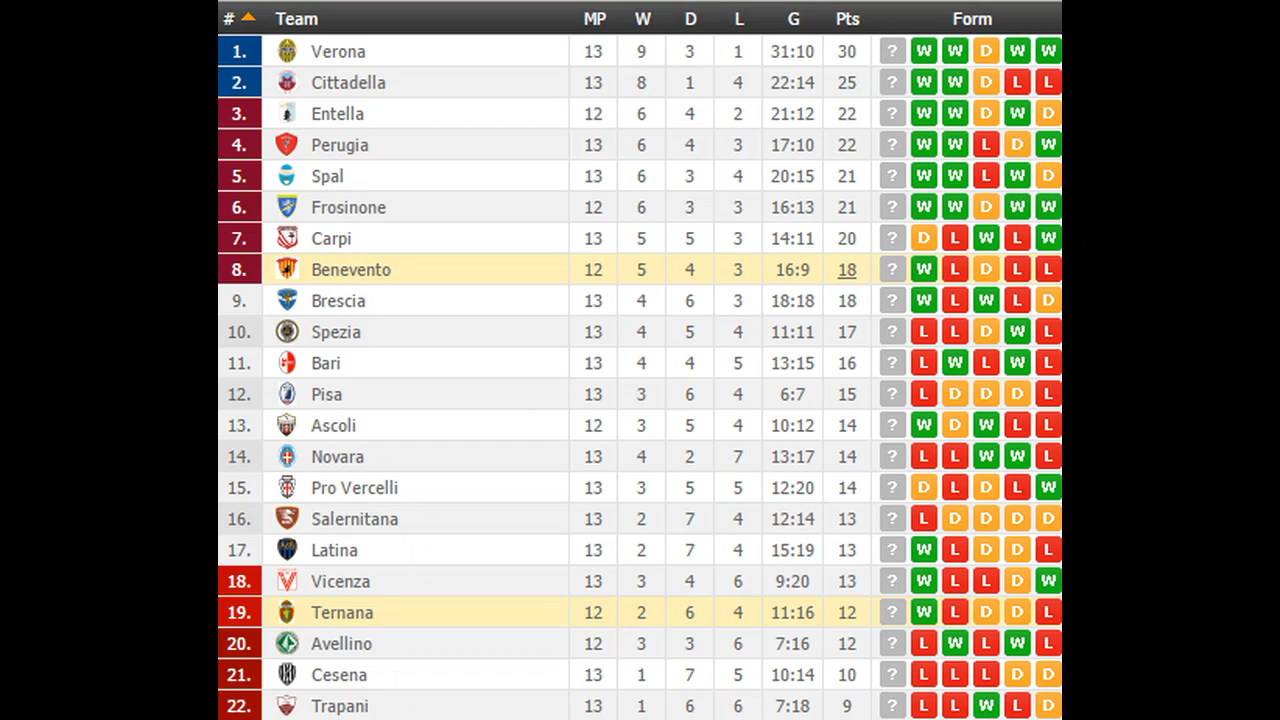 # Team MP W D L G Pts Form
1. Verona 13 9 3 1 31:10 30 ? W W D W W
2. Cittadella 13 8 1 4 22:14 25 ? W W D L L
3. Entella 12 6 4 2 21:12 22 ? W W D W D
4. Perugia 13 6 4 3 17:10 22 ? W W L D W
5. Spal 13 6 3 4 20:15 21 ? W W L W D
6. Frosinone 12 6 3 3 16:13 21 ? W W D W W
7. Carpi 13 5 5 3 14:11 20 ? D L W L W
8. Benevento 12 5 4 3 16:9 18 ? W L D L L
9. Brescia 13 4 6 3 18:18 18 ? W L W L D
10. Spezia 13 4 5 4 11:11 17 ? L L D W L
11. Bari 13 4 4 5 13:15 16 ? L W L W L
12. Pisa 13 3 6 4 6:7 15 ? L D D D L
13. Ascoli 12 3 5 4 10:12 14 ? W D W L L
14. Novara 13 4 2 7 13:17 14 ? L L W W L
15. Pro Vercelli 13 3 5 5 12:20 14 ? D L D L W
16. Salernitana 13 2 7 4 12:14 13 ? L D D D D
17. Latina 13 2 7 4 15:19 13 ? W L D D L
18. Vicenza 13 3 4 6 9:20 13 ? W L L D W
19. Ternana 12 2 6 4 11:16 12 ? W L D D L
20. Avellino 12 3 3 6 7:16 12 ? L W L W L
21. Cesena 13 1 7 5 10:14 10 ? L L L D D
22. Trapani 13 1 6 6 7:18 9 ? L L W L D